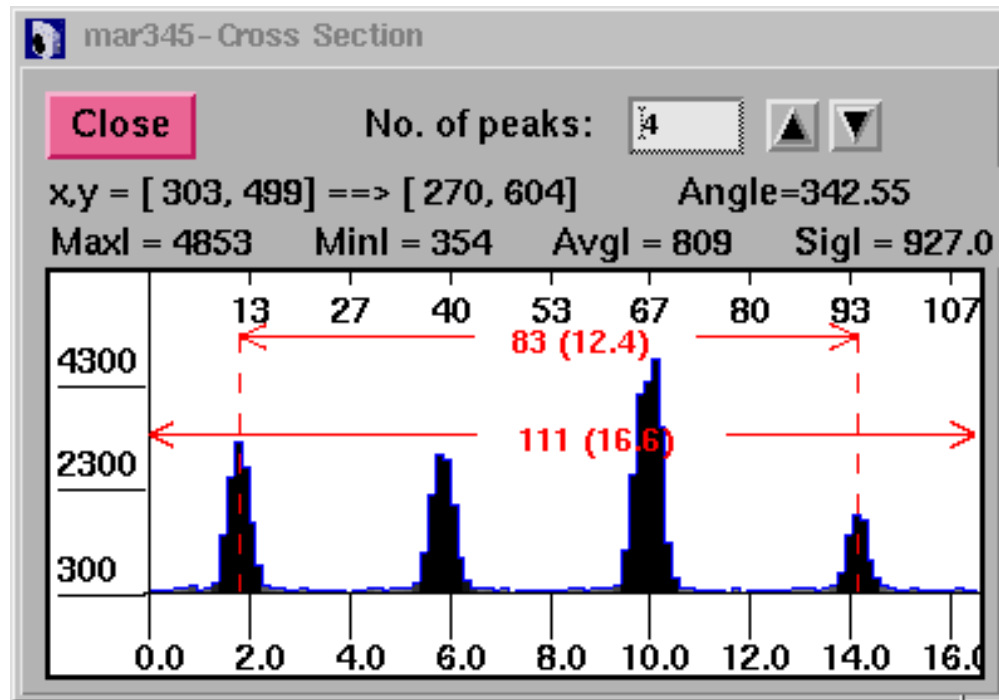 mar345-Cross Section
Close No. of peaks: 4
x,y = [ 303, 499] ==> [ 270, 604] Angle=342.55
MaxI = 4853 MinI = 354 AvgI = 809 SigI = 927.0
13 27 40 53 67 80 93 107
83 (12.4)
4300
111 (16.6)
2300
300
0.0 2.0 4.0 6.0 8.0 10.0 12.0 14.0 16.0